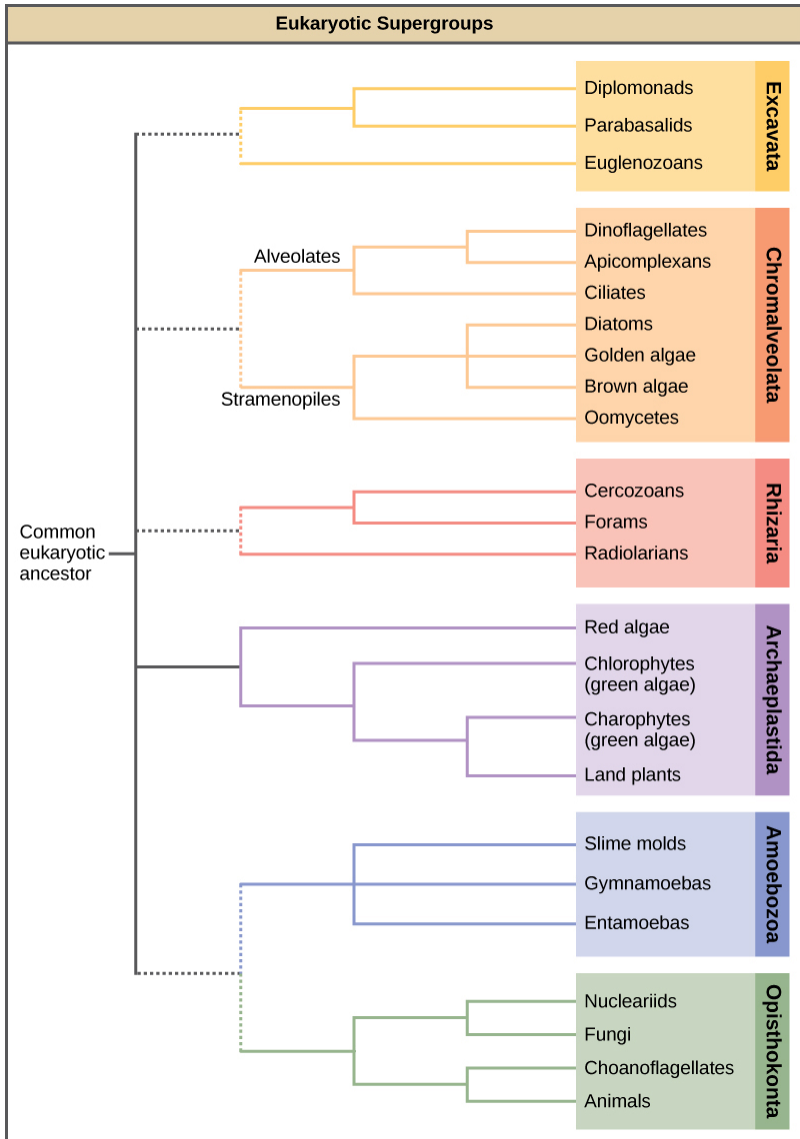 Eukaryotic Supergroups
Diplomonads
Parabasalids
Euglenozoans
Excavata
Alveolates
Stramenopiles
Dinoflagellates
Apicomplexans
Ciliates
Diatoms
Golden algae
Brown algae
Oomycetes
Chromalveolata
Common
eukaryotic
ancestor
Cercozoans
Forams
Radiolarians
Rhizaria
Red algae
Chlorophytes
(green algae)
Charophytes
(green algae)
Land plants
Archaeplastida
Slime molds
Gymnamoebas
Entamoebas
Amoebozoa
Nucleariids
Fungi
Choanoflagellates
Animals
Opisthokonta